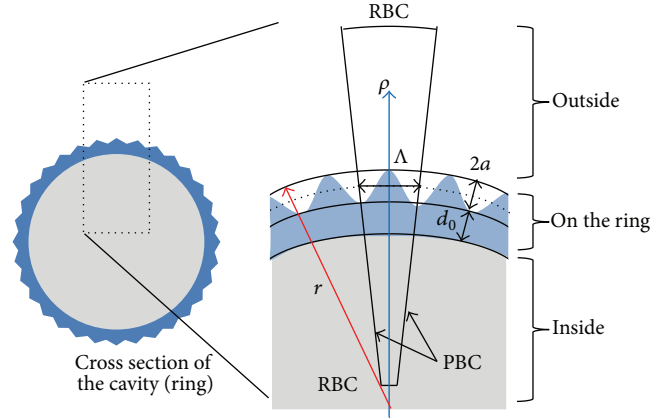 RBC
ρ
Outside
Λ
2a
d₀
On the ring
r
Inside
PBC
RBC
Cross section of
the cavity (ring)